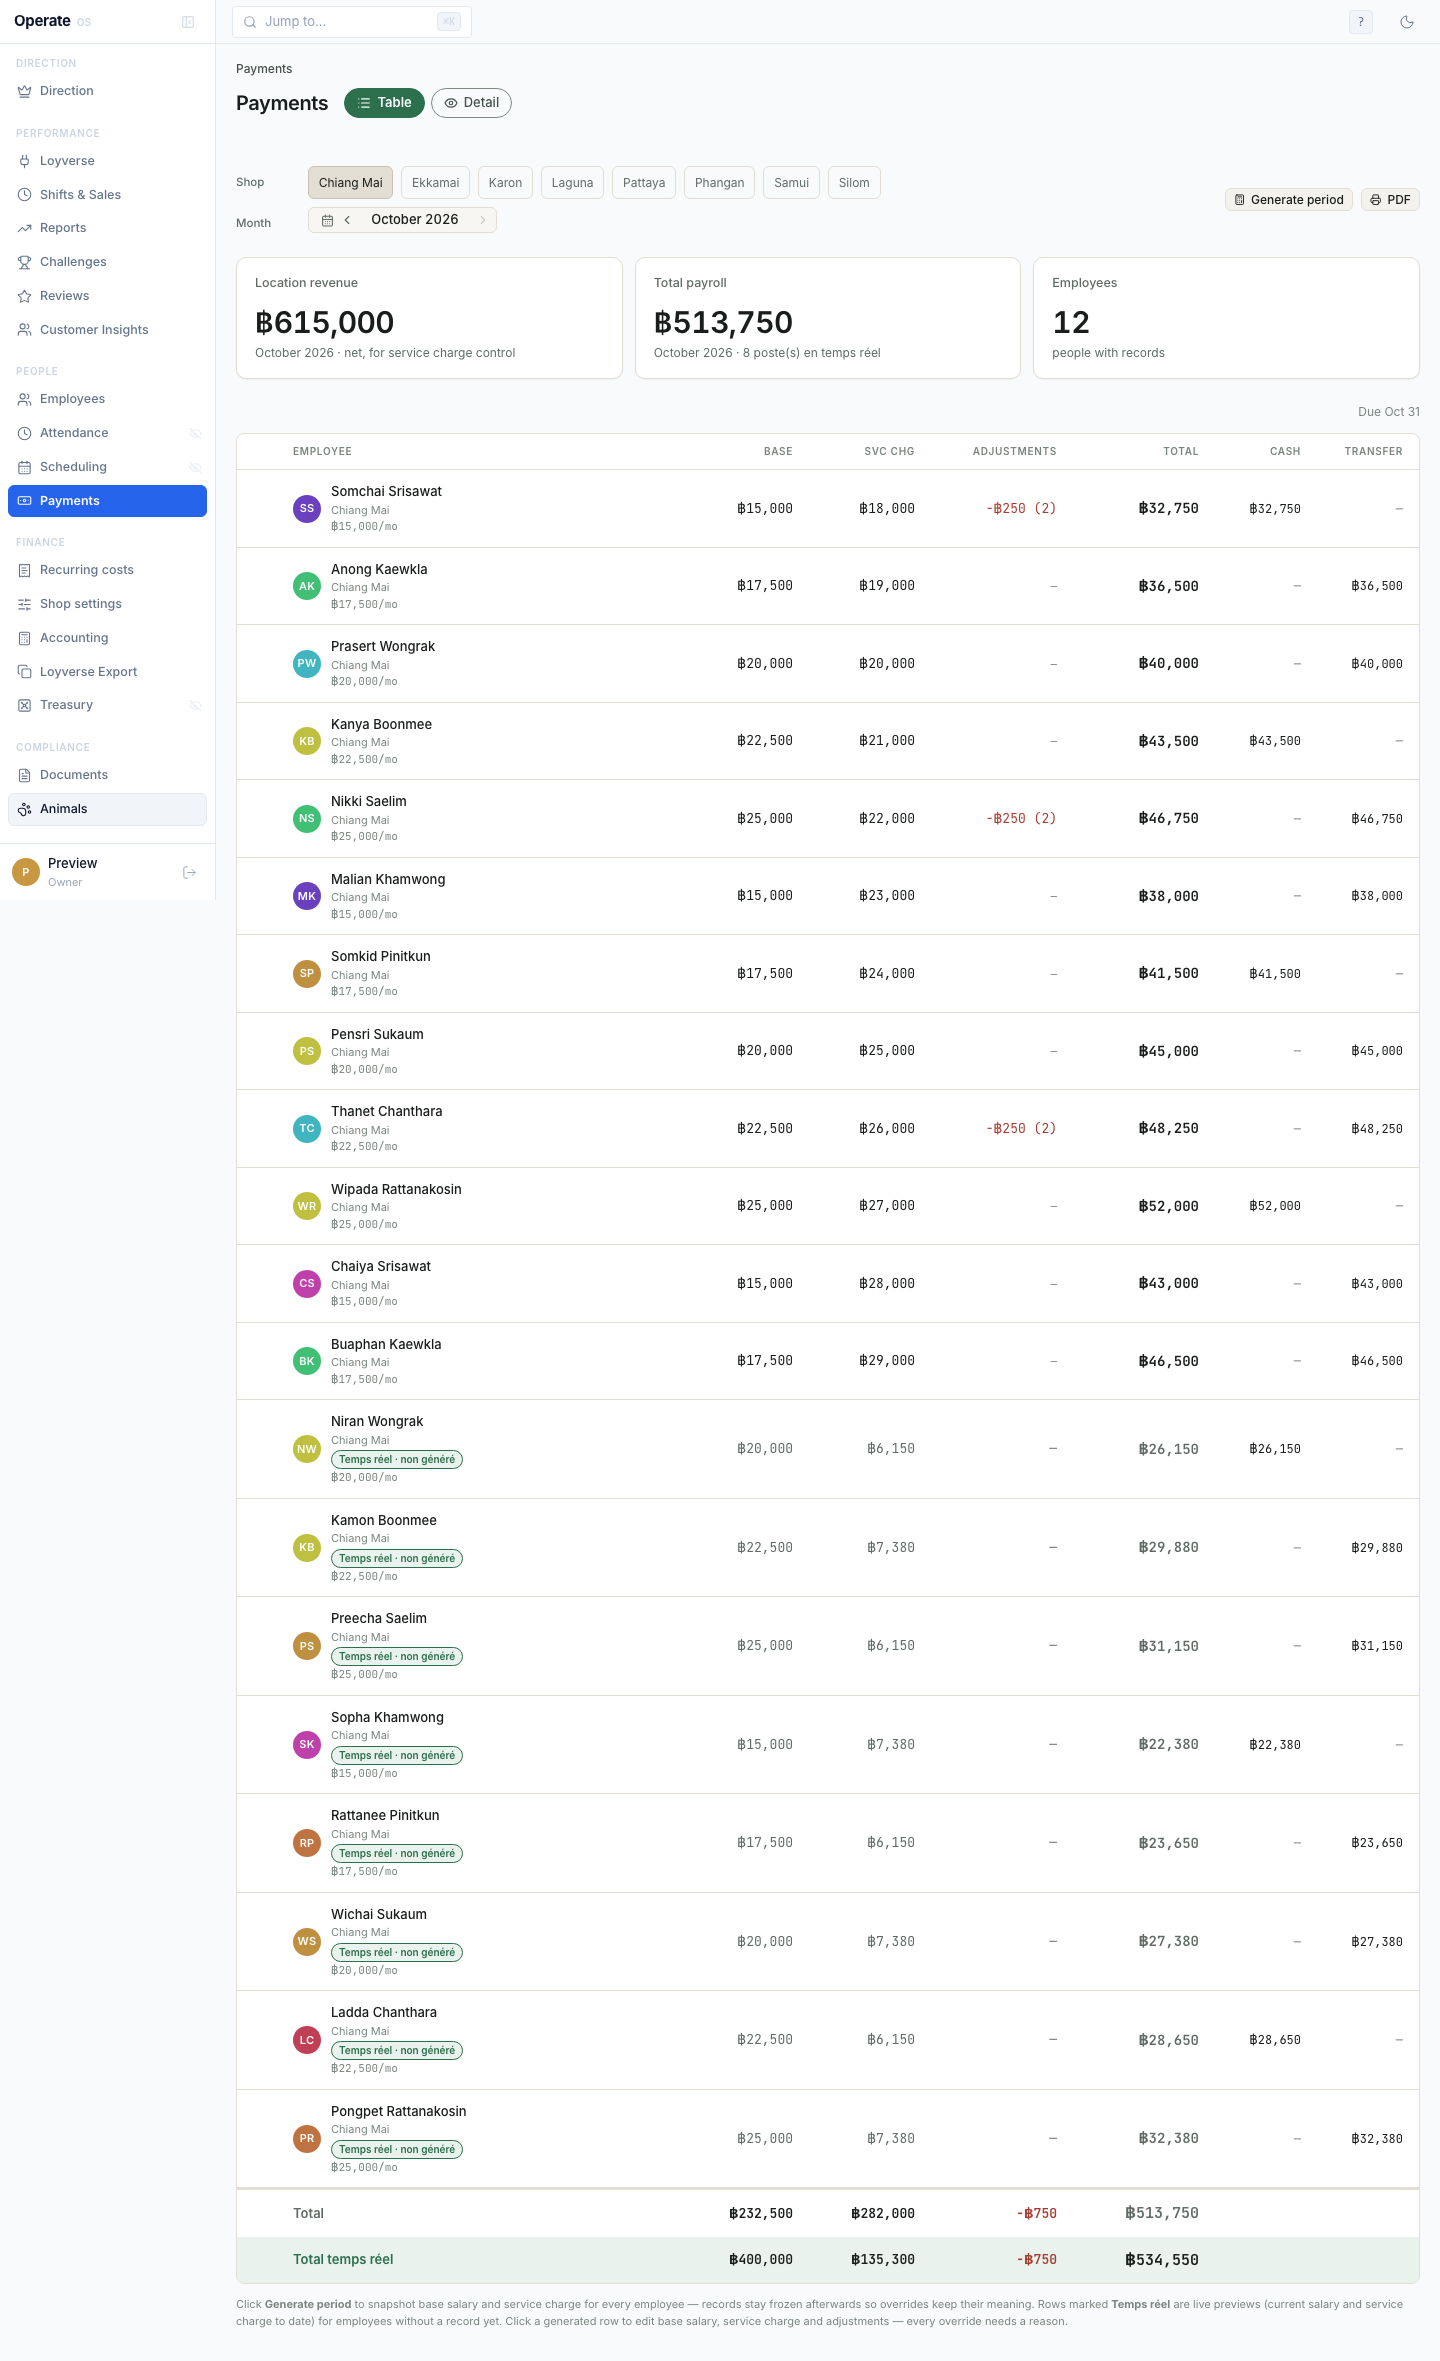 Operate OS
Jump to...
⌘K
?
DIRECTION
Direction
PERFORMANCE
Loyverse
Shifts & Sales
Reports
Challenges
Reviews
Customer Insights
PEOPLE
Employees
Attendance
Scheduling
Payments
FINANCE
Recurring costs
Shop settings
Accounting
Loyverse Export
Treasury
COMPLIANCE
Documents
Animals
P
Preview
Owner
Payments
Payments
Table
Detail
Shop
Chiang Mai
Ekkamai
Karon
Laguna
Pattaya
Phangan
Samui
Silom
Month
October 2026
Generate period
PDF
Location revenue
฿615,000
October 2026 · net, for service charge control
Total payroll
฿513,750
October 2026 · 8 poste(s) en temps réel
Employees
12
people with records
Due Oct 31
EMPLOYEE BASE SVC CHG ADJUSTMENTS TOTAL CASH TRANSFER
Somchai Srisawat
Chiang Mai
SS ฿15,000 ฿18,000 -฿250 (2) ฿32,750 ฿32,750 —
฿15,000/mo
Anong Kaewkla
Chiang Mai
AK ฿17,500 ฿19,000 — ฿36,500 — ฿36,500
฿17,500/mo
Prasert Wongrak
Chiang Mai
PW ฿20,000 ฿20,000 — ฿40,000 — ฿40,000
฿20,000/mo
Kanya Boonmee
Chiang Mai
KB ฿22,500 ฿21,000 — ฿43,500 ฿43,500 —
฿22,500/mo
Nikki Saelim
Chiang Mai
NS ฿25,000 ฿22,000 -฿250 (2) ฿46,750 — ฿46,750
฿25,000/mo
Malian Khamwong
Chiang Mai
MK ฿15,000 ฿23,000 — ฿38,000 — ฿38,000
฿15,000/mo
Somkid Pinitkun
Chiang Mai
SP ฿17,500 ฿24,000 — ฿41,500 ฿41,500 —
฿17,500/mo
Pensri Sukaum
Chiang Mai
PS ฿20,000 ฿25,000 — ฿45,000 — ฿45,000
฿20,000/mo
Thanet Chanthara
Chiang Mai
TC ฿22,500 ฿26,000 -฿250 (2) ฿48,250 — ฿48,250
฿22,500/mo
Wipada Rattanakosin
Chiang Mai
WR ฿25,000 ฿27,000 — ฿52,000 ฿52,000 —
฿25,000/mo
Chaiya Srisawat
Chiang Mai
CS ฿15,000 ฿28,000 — ฿43,000 — ฿43,000
฿15,000/mo
Buaphan Kaewkla
Chiang Mai
BK ฿17,500 ฿29,000 — ฿46,500 — ฿46,500
฿17,500/mo
Niran Wongrak
Chiang Mai
NW ฿20,000 ฿6,150 — ฿26,150 ฿26,150 —
Temps réel · non généré
฿20,000/mo
Kamon Boonmee
Chiang Mai
KB ฿22,500 ฿7,380 — ฿29,880 — ฿29,880
Temps réel · non généré
฿22,500/mo
Preecha Saelim
Chiang Mai
PS ฿25,000 ฿6,150 — ฿31,150 — ฿31,150
Temps réel · non généré
฿25,000/mo
Sopha Khamwong
Chiang Mai
SK ฿15,000 ฿7,380 — ฿22,380 ฿22,380 —
Temps réel · non généré
฿15,000/mo
Rattanee Pinitkun
Chiang Mai
RP ฿17,500 ฿6,150 — ฿23,650 — ฿23,650
Temps réel · non généré
฿17,500/mo
Wichai Sukaum
Chiang Mai
WS ฿20,000 ฿7,380 — ฿27,380 — ฿27,380
Temps réel · non généré
฿20,000/mo
Ladda Chanthara
Chiang Mai
LC ฿22,500 ฿6,150 — ฿28,650 ฿28,650 —
Temps réel · non généré
฿22,500/mo
Pongpet Rattanakosin
Chiang Mai
PR ฿25,000 ฿7,380 — ฿32,380 — ฿32,380
Temps réel · non généré
฿25,000/mo
Total ฿232,500 ฿282,000 -฿750 ฿513,750
Total temps réel ฿400,000 ฿135,300 -฿750 ฿534,550
Click Generate period to snapshot base salary and service charge for every employee — records stay frozen afterwards so overrides keep their meaning. Rows marked Temps réel are live previews (current salary and service
charge to date) for employees without a record yet. Click a generated row to edit base salary, service charge and adjustments — every override needs a reason.